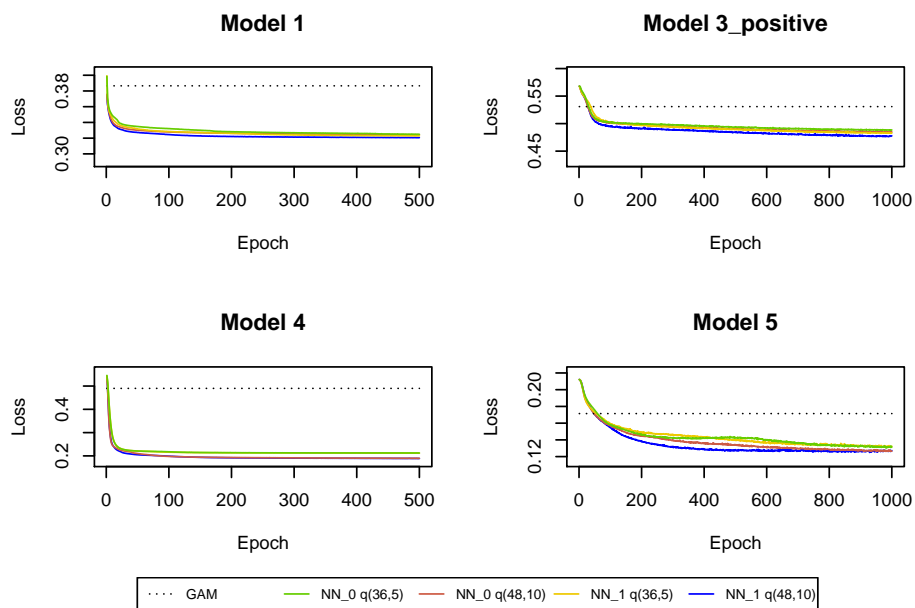 Model 1
Loss
0.38
0.30
0 100 200 300 400 500
Epoch
Model 3_positive
Loss
0.55
0.45
0 200 400 600 800 1000
Epoch
Model 4
Loss
0.4
0.2
0 100 200 300 400 500
Epoch
Model 5
Loss
0.20
0.12
0 200 400 600 800 1000
Epoch
GAM NN_0 q(36,5) NN_0 q(48,10) NN_1 q(36,5) NN_1 q(48,10)